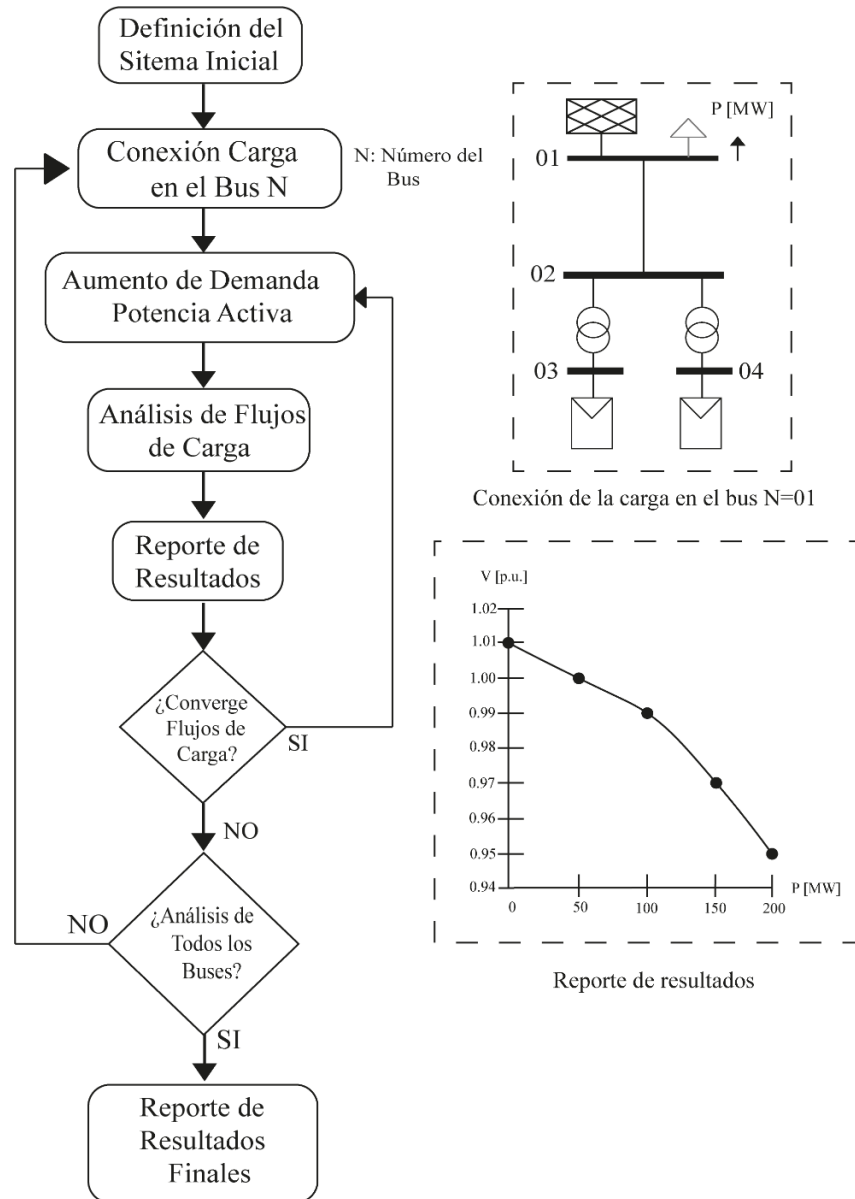 Definición del
Sitema Inicial
Conexión Carga
en el Bus N
N: Número del
Bus
Aumento de Demanda
Potencia Activa
Análisis de Flujos
de Carga
Reporte de
Resultados
¿Converge
Flujos de
Carga?
SI
NO
¿Análisis de
Todos los
Buses?
NO
SI
Reporte de
Resultados
Finales
P [MW]
01
02
03
04
Conexión de la carga en el bus N=01
V [p.u.]
1.02
1.01
1.00
0.99
0.98
0.97
0.96
0.95
0.94
0
50
100
150
200
P [MW]
Reporte de resultados